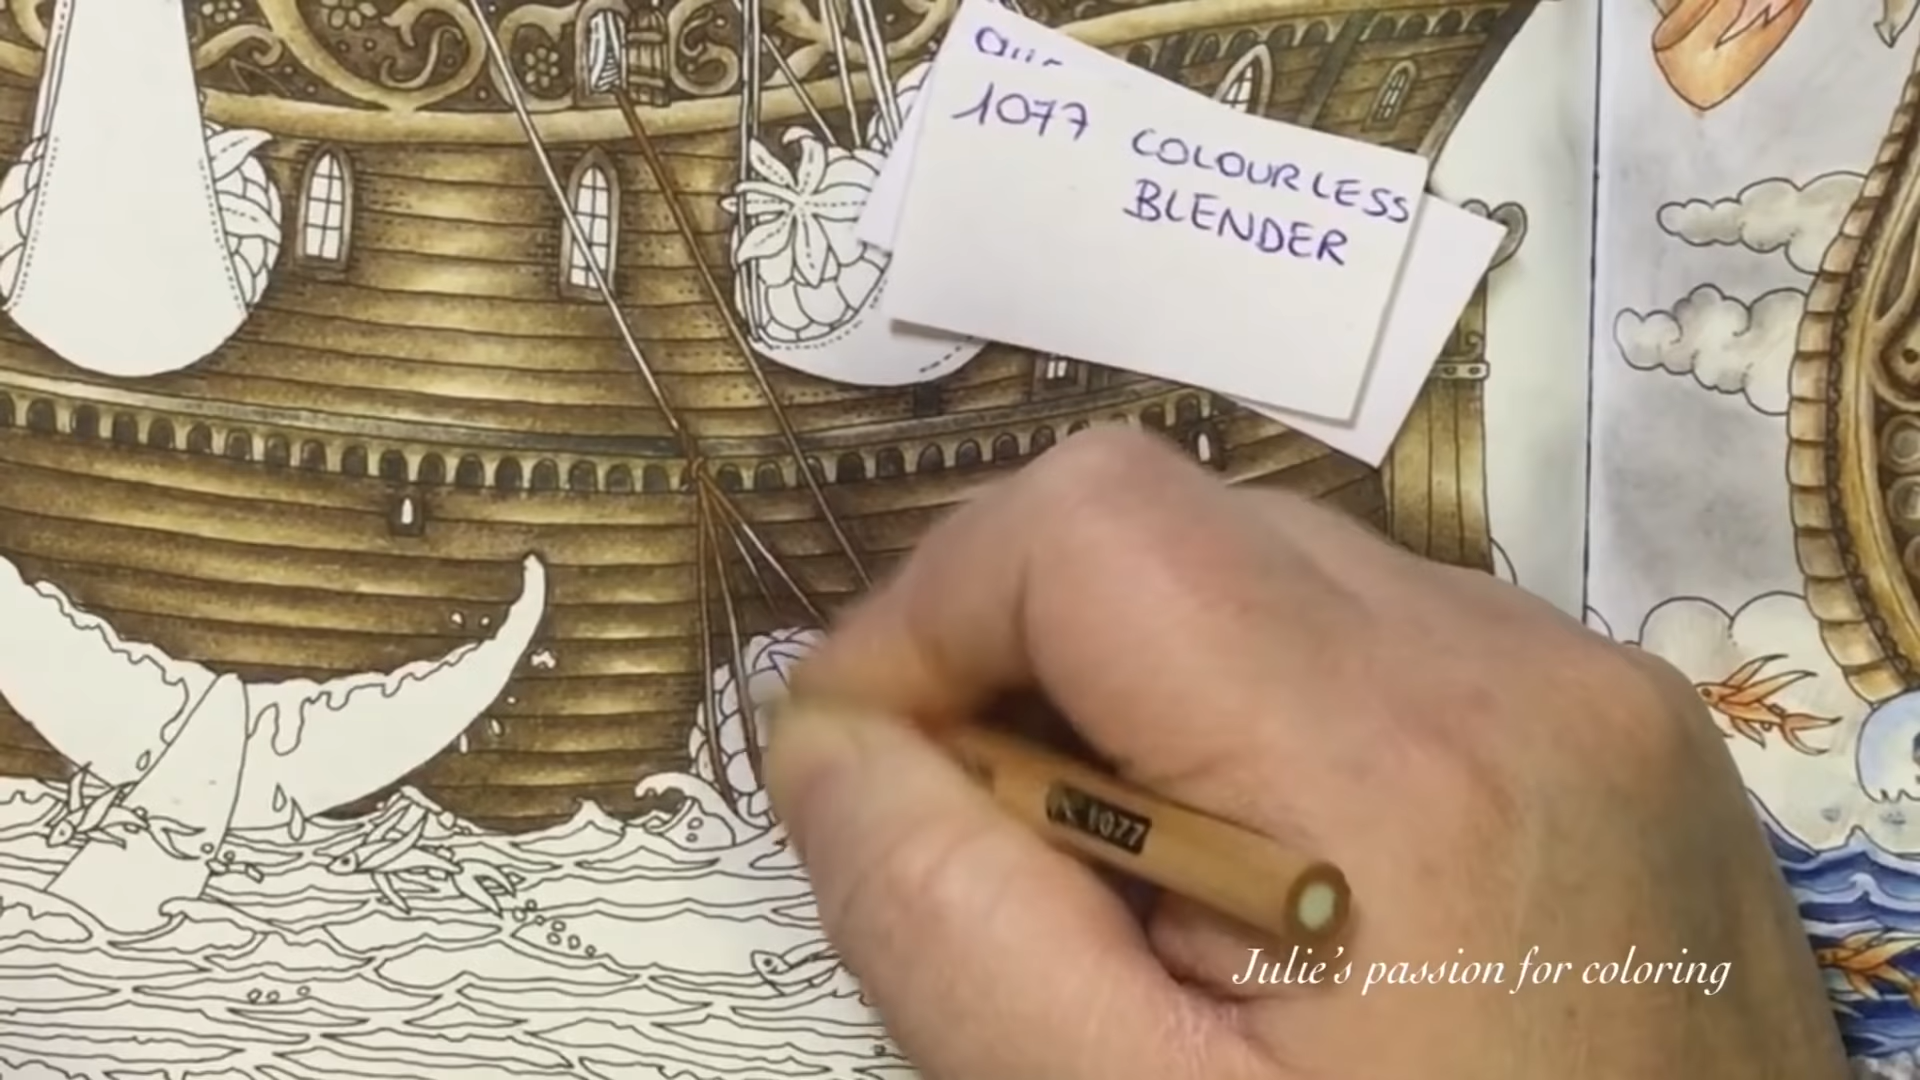 1077 COLOURLESS
BLENDER
1077
Julie's passion for coloring